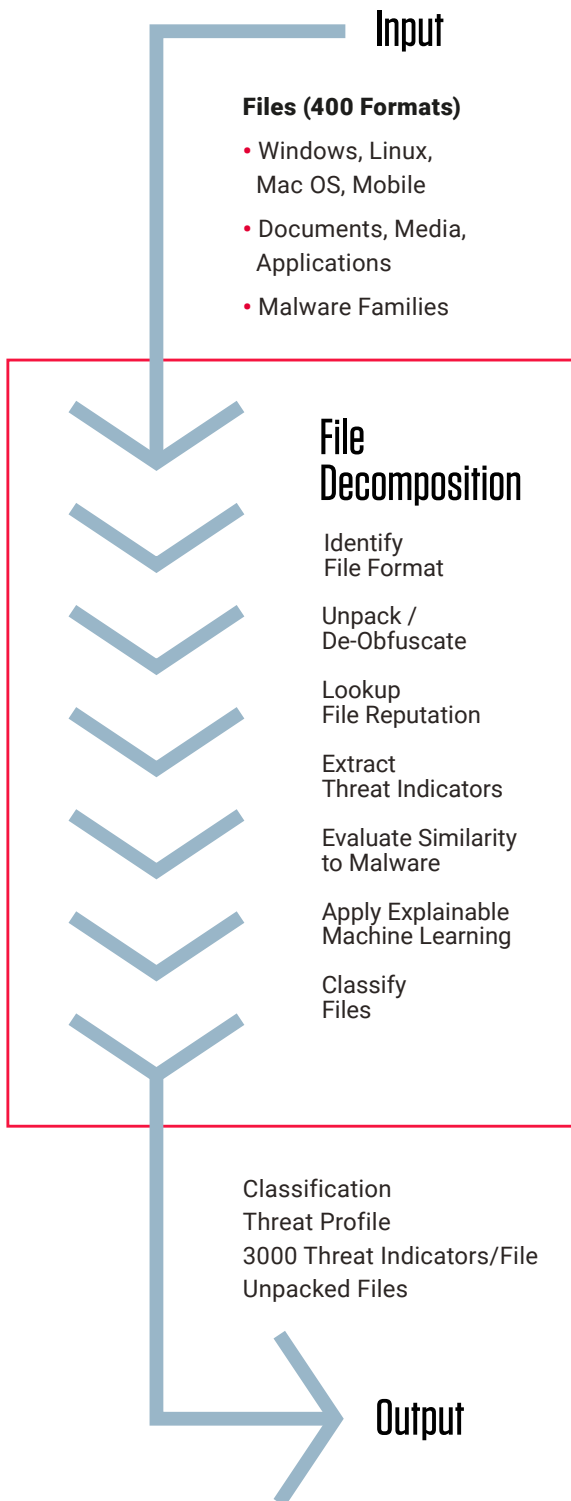 Input
Files (400 Formats)
• Windows, Linux,
Mac OS, Mobile
• Documents, Media,
Applications
• Malware Families
File
Decomposition
Identify
File Format
Unpack /
De-Obfuscate
Lookup
File Reputation
Extract
Threat Indicators
Evaluate Similarity
to Malware
Apply Explainable
Machine Learning
Classify
Files
Classification
Threat Profile
3000 Threat Indicators/File
Unpacked Files
Output